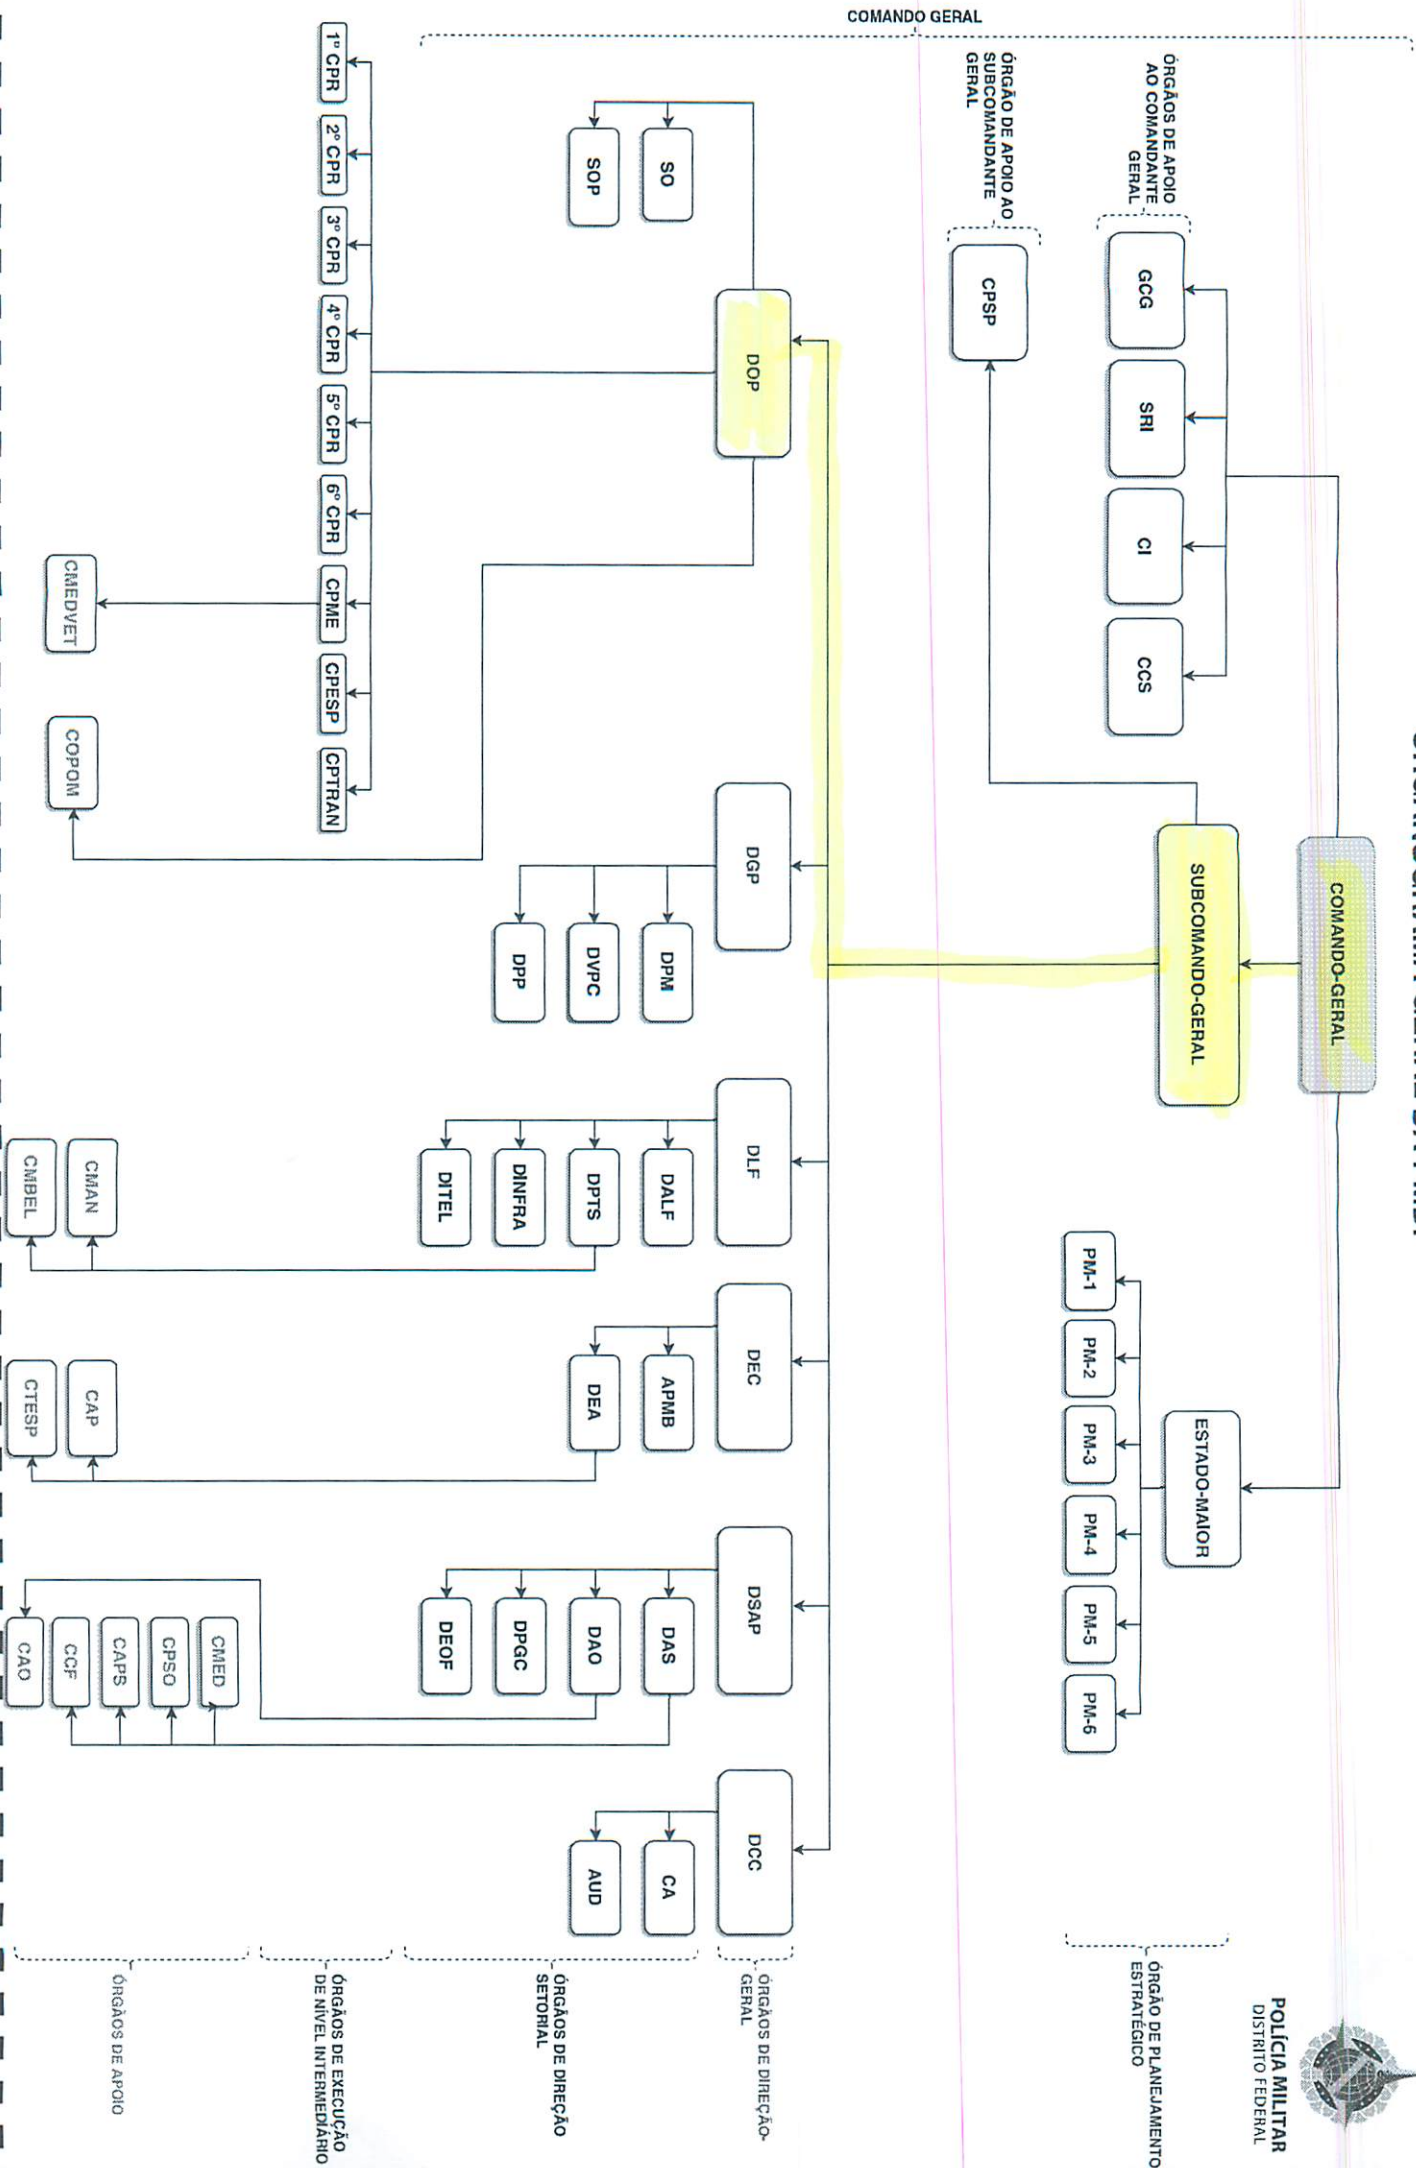 POLÍCIA MILITAR
DISTRITO FEDERAL
COMANDO-GERAL
SUBCOMANDO-GERAL
ESTADO-MAIOR
PM-1
PM-2
PM-3
PM-4
PM-5
PM-6
ÓRGÃO DE PLANEJAMENTO
ESTRATÉGICO
ÓRGÃOS DE APOIO
AO COMANDANTE
GERAL
GCG
SRI
CI
CCS
ÓRGÃO DE APOIO AO
SUBCOMANDANTE
GERAL
CPSP
COMANDO GERAL
DOP
DGP
DLF
DEC
DSAP
DCC
ÓRGÃOS DE DIREÇÃO-
GERAL
SO
SOP
DPM
DVPC
DPP
DALF
DPTS
DINFRA
DITEL
APMB
DEA
DAS
DAO
DPGC
DEOF
CA
AUD
ÓRGÃOS DE DIREÇÃO
SETORIAL
1º CPR
2º CPR
3º CPR
4º CPR
5º CPR
6º CPR
CPME
CPESP
CPTRAN
ÓRGÃOS DE EXECUÇÃO
DE NÍVEL INTERMEDIÁRIO
CMEDVET
COPOM
CMAN
CMBEL
CAP
CTESP
CMED
CPSO
CAPS
CCF
CAO
ÓRGÃOS DE APOIO